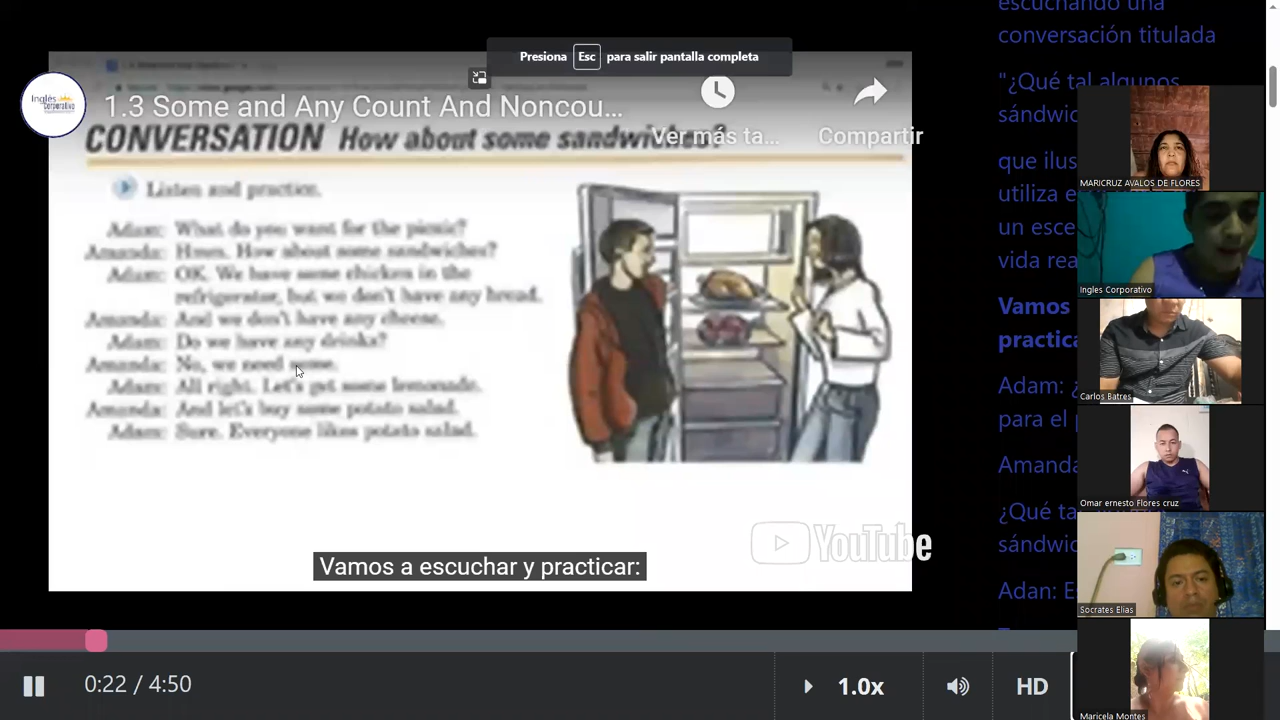 escuchando una
conversación titulada
"¿Qué tal algunos
sándwic
que ilus
utiliza e
un esce
vida rea
Vamos
practica
Adam: ¿
para el p
Amanda
¿Qué ta
sándwic
Adan: E
Presiona Esc para salir pantalla completa
Inglés Corporativo
1.3 Some and Any Count And Noncou...
Ver más ta...
Compartir
CONVERSATION How about some sandwiches?
Listen and practice.
Adam: What do you want for the picnic?
Amanda: Hmm. How about some sandwiches?
Adam: OK. We have some chicken in the
refrigerator, but we don't have any bread.
Amanda: And we don't have any cheese.
Adam: Do we have any drinks?
Amanda: No, we need some.
Adam: All right. Let's get some lemonade.
Amanda: And let's buy some potato salad.
Adam: Sure. Everyone likes potato salad.
YouTube
Vamos a escuchar y practicar:
0:22 / 4:50
1.0x
HD
MARICRUZ AVALOS DE FLORES
Ingles Corporativo
Carlos Batres
Omar ernesto Flores cruz
Socrates Elias
Maricela Montes